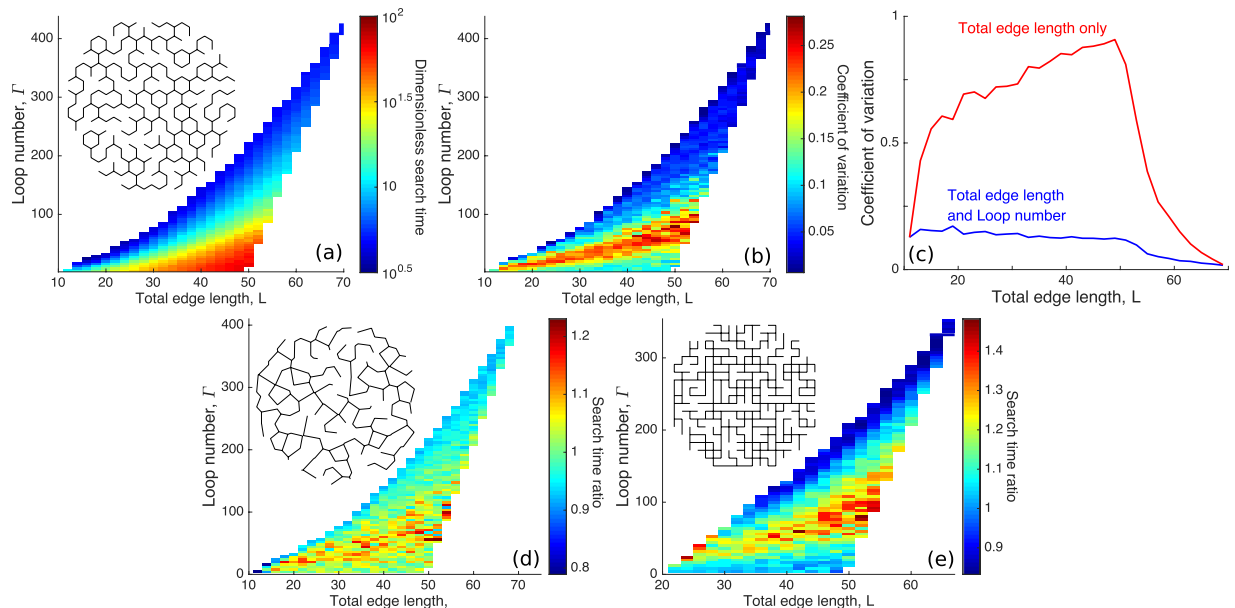 400
300
200
100
Loop number, Γ
10 20 30 40 50 60 70
Total edge length, L
(a)
10^2
10^1.5
10^1
10^0.5
Dimensionless search time
400
300
200
100
Loop number, Γ
10 20 30 40 50 60 70
Total edge length, L
(b)
0.25
0.20
0.15
0.1
0.05
Coefficient of variation
1
0.5
0
Coefficient of variation
Total edge length only
Total edge length
and Loop number
(c)
20 40 60
Total edge length, L
400
300
200
100
0
Loop number, Γ
10 20 30 40 50 60 70
Total edge length,
(d)
1.2
1.1
1
0.9
0.8
Search time ratio
300
200
100
0
Loop number, Γ
20 30 40 50 60
Total edge length, L
(e)
1.4
1.3
1.2
1.1
1
0.9
Search time ratio